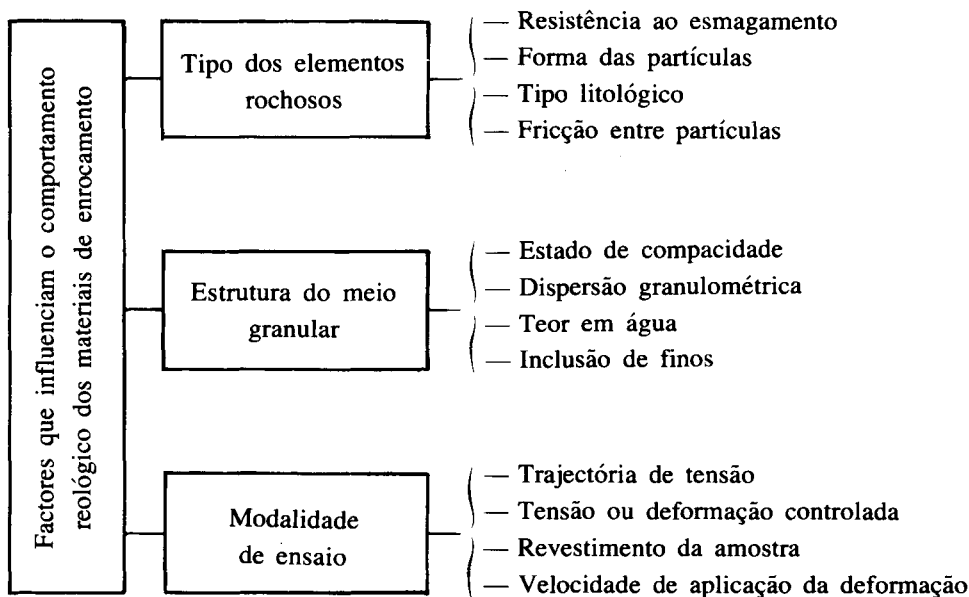 Factores que influenciam o comportamento
reológico dos materiais de enrocamento
Tipo dos elementos
rochosos
— Resistência ao esmagamento
— Forma das partículas
— Tipo litológico
— Fricção entre partículas
Estrutura do meio
granular
— Estado de compacidade
— Dispersão granulométrica
— Teor em água
— Inclusão de finos
Modalidade
de ensaio
— Trajectória de tensão
— Tensão ou deformação controlada
— Revestimento da amostra
— Velocidade de aplicação da deformação